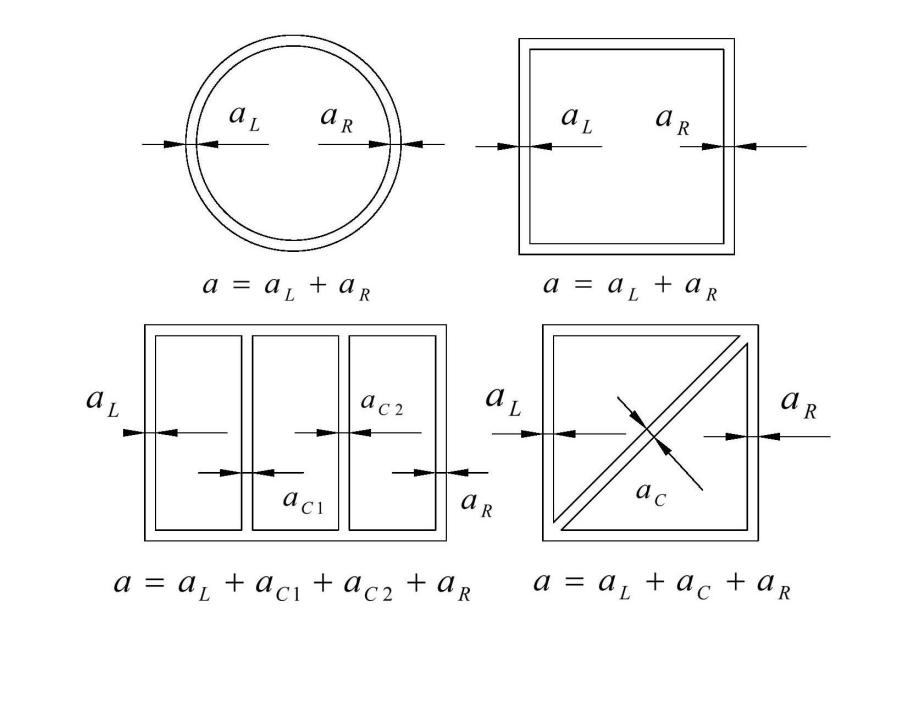 a_L a_R a_L a_R
a = a_L + a_R a = a_L + a_R
a_L a_C2 a_L a_R
a_C1 a_R a_C
a = a_L + a_C1 + a_C2 + a_R a = a_L + a_C + a_R